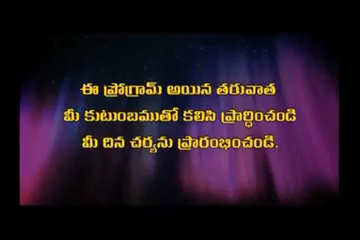 ఈ ప్రోగ్రామ్ అయిన తరువాత
మీ కుటుంబముతో కలిసి ప్రార్ధించండి
మీ దిన చర్యను ప్రారంభించండి.